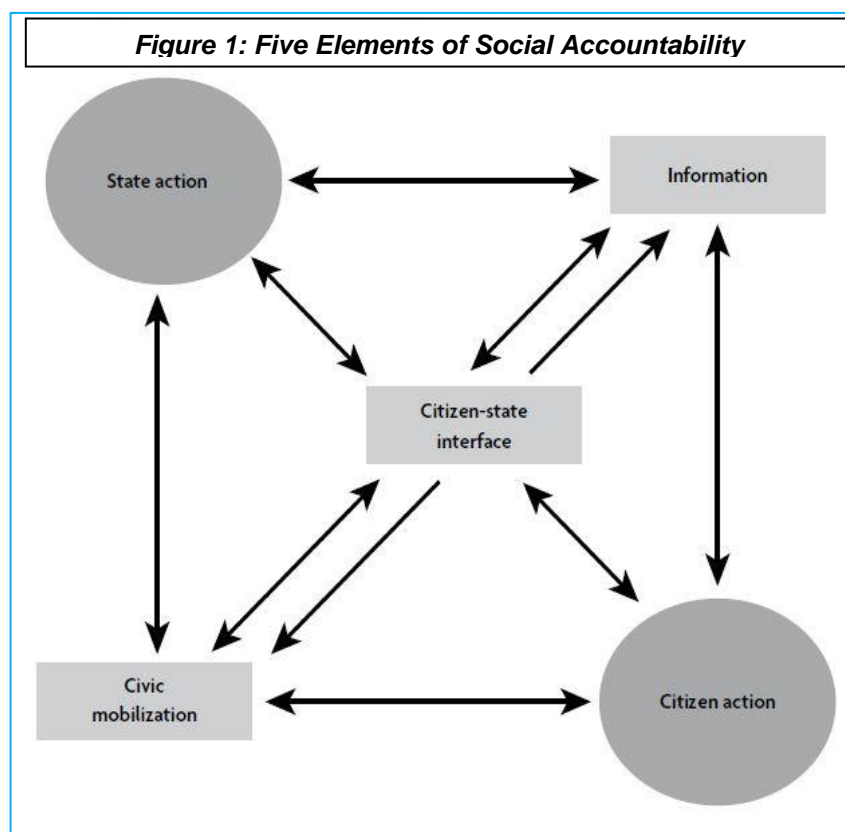 Figure 1: Five Elements of Social Accountability
State action
Information
Citizen-state
interface
Civic
mobilization
Citizen action